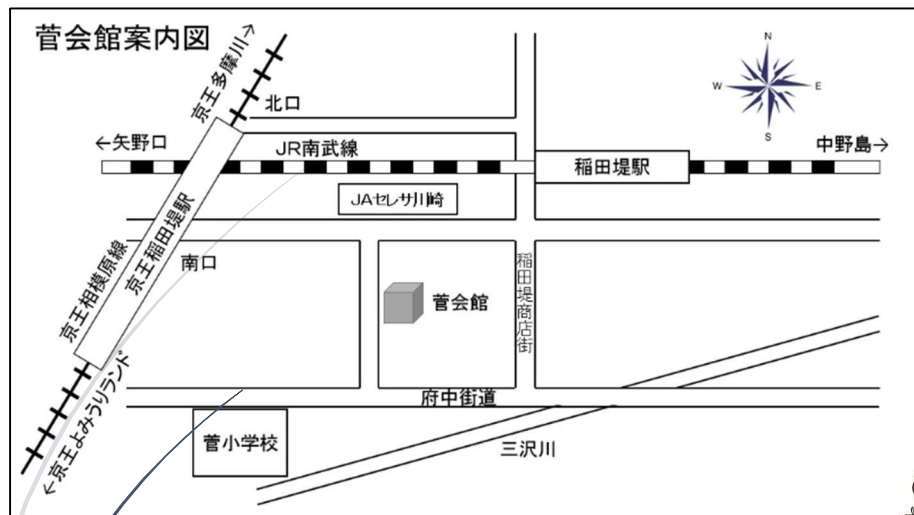 菅会館案内図
京王多摩川→
北口
N
W
E
S
←矢野口
JR南武線
稲田堤駅
中野島→
JAセレサ川崎
京王稲田堤駅
京王相模原線
南口
菅会館
稲田堤商店街
←京王よみうりランド
府中街道
菅小学校
三沢川